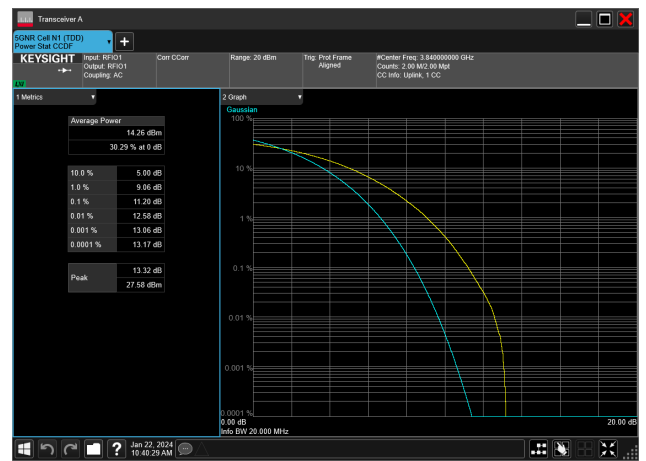 Transceiver A
5GNR Cell N1 (TDD)
Power Stat CCDF
KEYSIGHT
Input: RFIO1
Output: RFIO1
Coupling: AC
Corr CCorr
Range: 20 dBm
Trig: Prot Frame
Aligned
#Center Freq: 3.840000000 GHz
Counts: 2.00 M/2.00 Mpt
CC Info: Uplink, 1 CC
1 Metrics
Average Power
14.26 dBm
30.29 % at 0 dB
10.0 % 5.00 dB
1.0 % 9.06 dB
0.1 % 11.20 dB
0.01 % 12.58 dB
0.001 % 13.06 dB
0.0001 % 13.17 dB
Peak
13.32 dB
27.58 dBm
2 Graph
Gaussian
100 %
10 %
1 %
0.1 %
0.01 %
0.001 %
0.0001 %
0.00 dB 20.00 dB
Info BW 20.000 MHz
Jan 22, 2024
10:40:29 AM